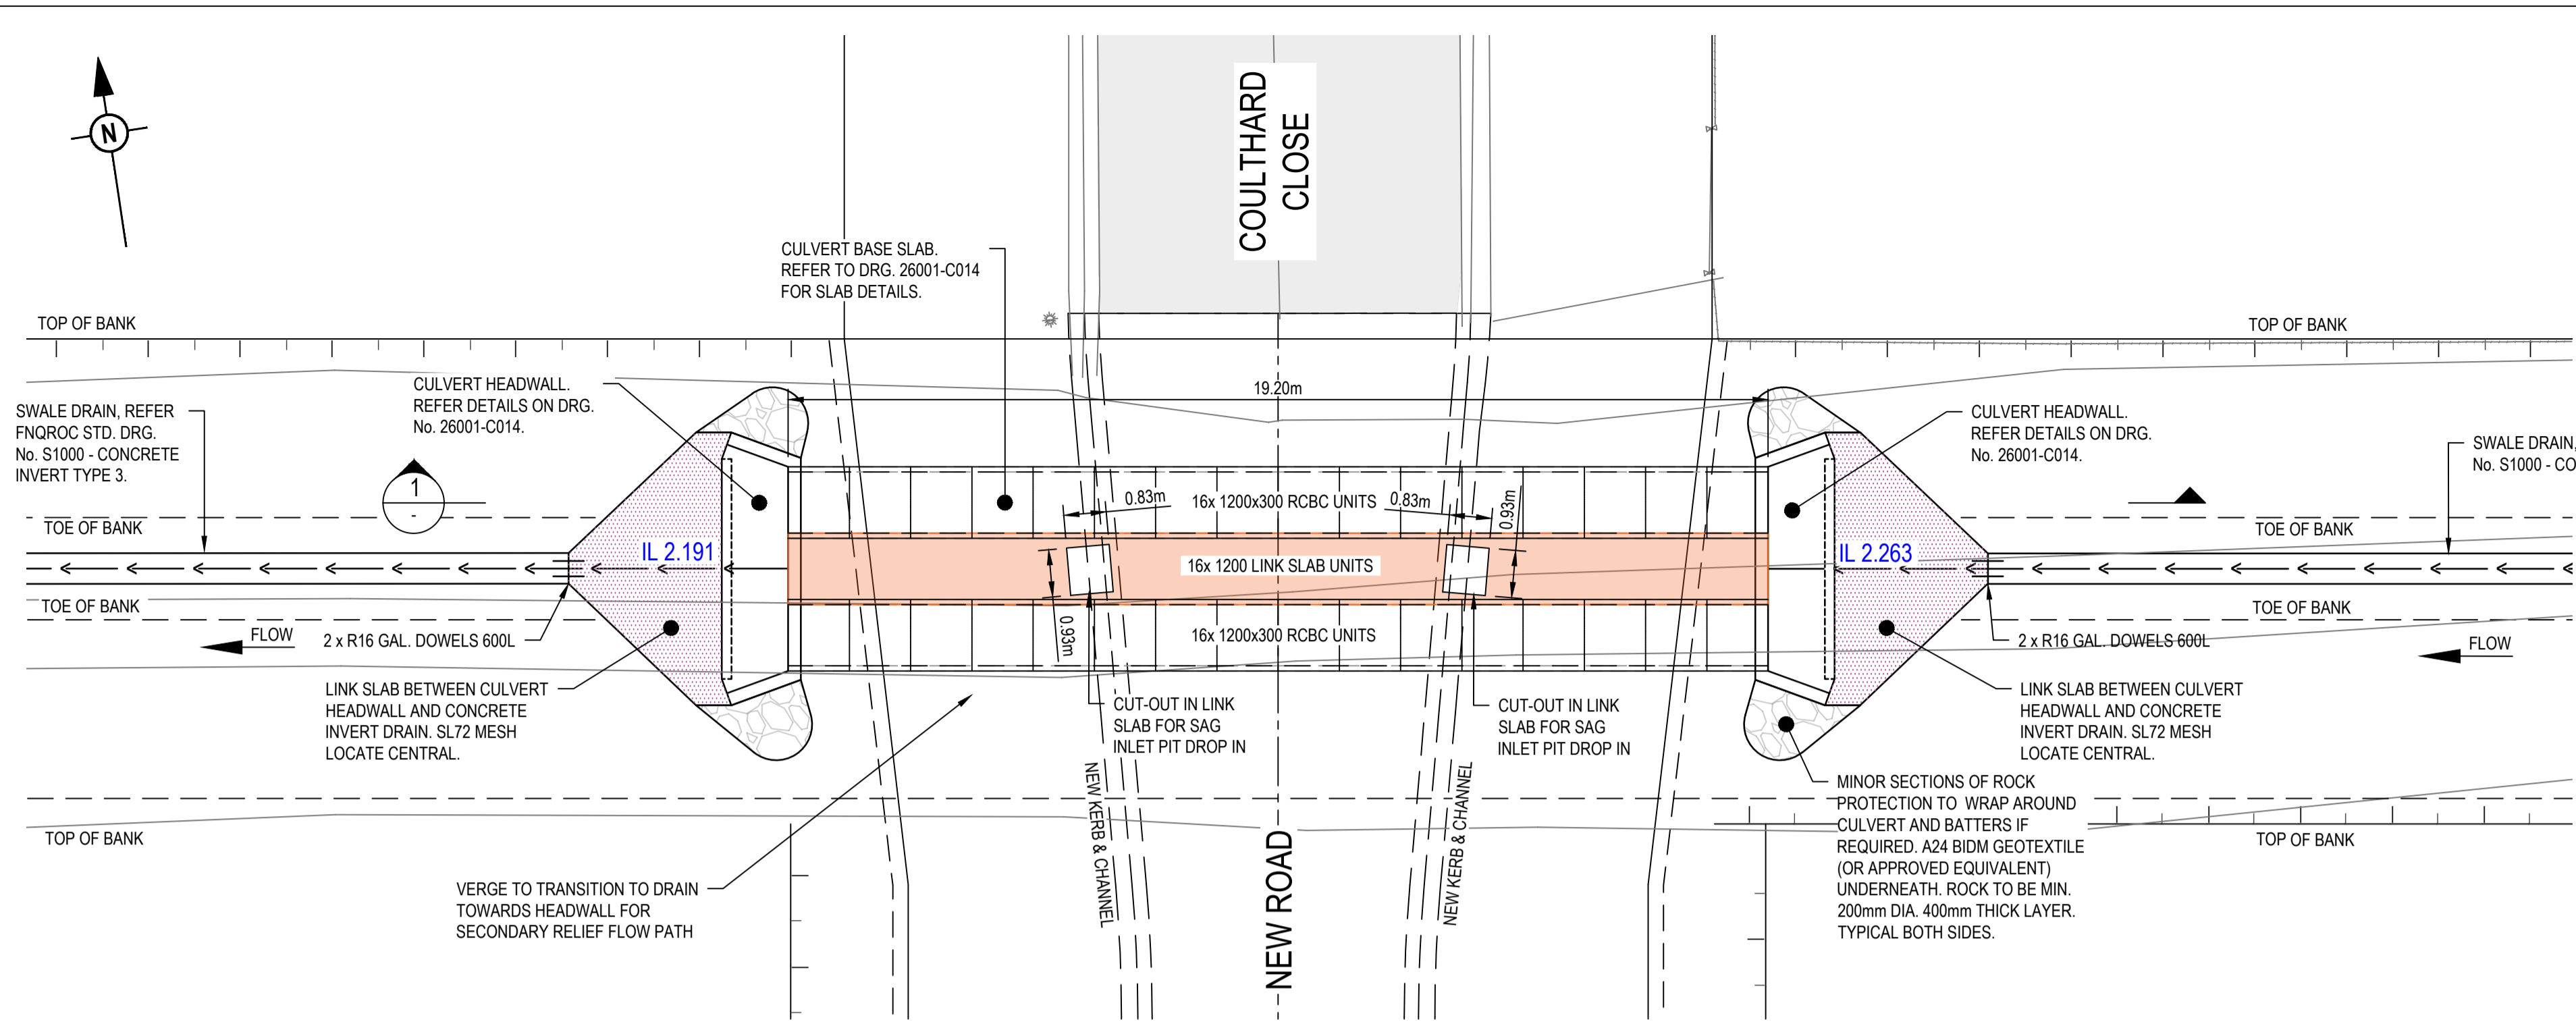 N
COULTHARD
CLOSE
CULVERT BASE SLAB.
REFER TO DRG. 26001-C014
FOR SLAB DETAILS.
TOP OF BANK
TOP OF BANK
CULVERT HEADWALL.
REFER DETAILS ON DRG.
No. 26001-C014.
19.20m
SWALE DRAIN, REFER
FNQROC STD. DRG.
No. S1000 - CONCRETE
INVERT TYPE 3.
CULVERT HEADWALL.
REFER DETAILS ON DRG.
No. 26001-C014.
SWALE DRAIN,
No. S1000 - CO
1
-
0.83m
16x 1200x300 RCBC UNITS
0.83m
0.93m
TOE OF BANK
TOE OF BANK
IL 2.191
16x 1200 LINK SLAB UNITS
IL 2.263
TOE OF BANK
TOE OF BANK
FLOW
2 x R16 GAL. DOWELS 600L
0.93m
16x 1200x300 RCBC UNITS
2 x R16 GAL. DOWELS 600L
FLOW
LINK SLAB BETWEEN CULVERT
HEADWALL AND CONCRETE
INVERT DRAIN. SL72 MESH
LOCATE CENTRAL.
CUT-OUT IN LINK
SLAB FOR SAG
INLET PIT DROP IN
CUT-OUT IN LINK
SLAB FOR SAG
INLET PIT DROP IN
LINK SLAB BETWEEN CULVERT
HEADWALL AND CONCRETE
INVERT DRAIN. SL72 MESH
LOCATE CENTRAL.
NEW KERB & CHANNEL
NEW ROAD
NEW KERB & CHANNEL
MINOR SECTIONS OF ROCK
PROTECTION TO WRAP AROUND
CULVERT AND BATTERS IF
REQUIRED. A24 BIDM GEOTEXTILE
(OR APPROVED EQUIVALENT)
UNDERNEATH. ROCK TO BE MIN.
200mm DIA. 400mm THICK LAYER.
TYPICAL BOTH SIDES.
TOP OF BANK
TOP OF BANK
VERGE TO TRANSITION TO DRAIN
TOWARDS HEADWALL FOR
SECONDARY RELIEF FLOW PATH